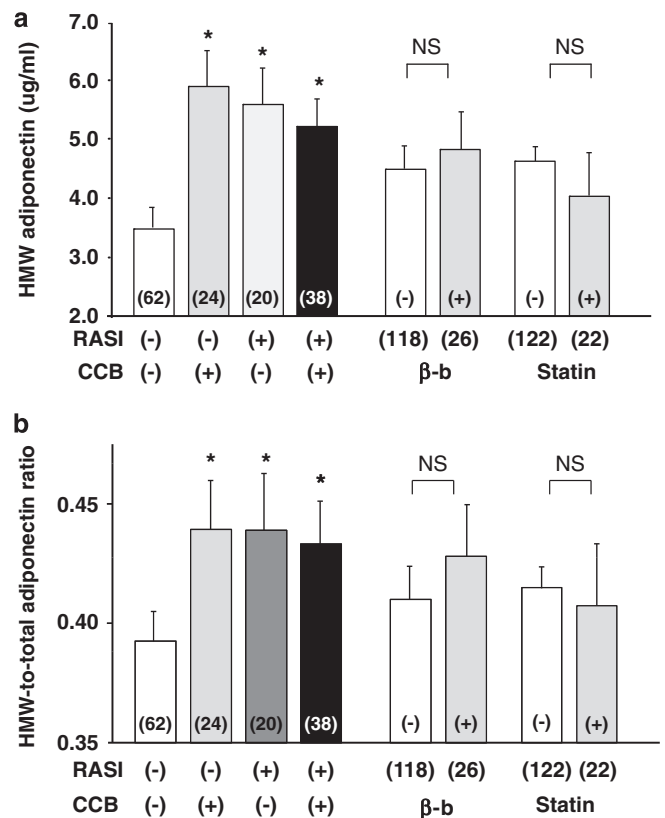 a
7.0
6.0
5.0
4.0
3.0
2.0
HMW adiponectin (ug/ml)
* * *
NS NS
(62) (24) (20) (38) (-) (+) (-) (+)
RASI (-) (-) (+) (+) (118) (26) (122) (22)
CCB (-) (+) (-) (+) β-b Statin
b
0.45
0.40
0.35
HMW-to-total adiponectin ratio
* * *
NS NS
(62) (24) (20) (38) (-) (+) (-) (+)
RASI (-) (-) (+) (+) (118) (26) (122) (22)
CCB (-) (+) (-) (+) β-b Statin